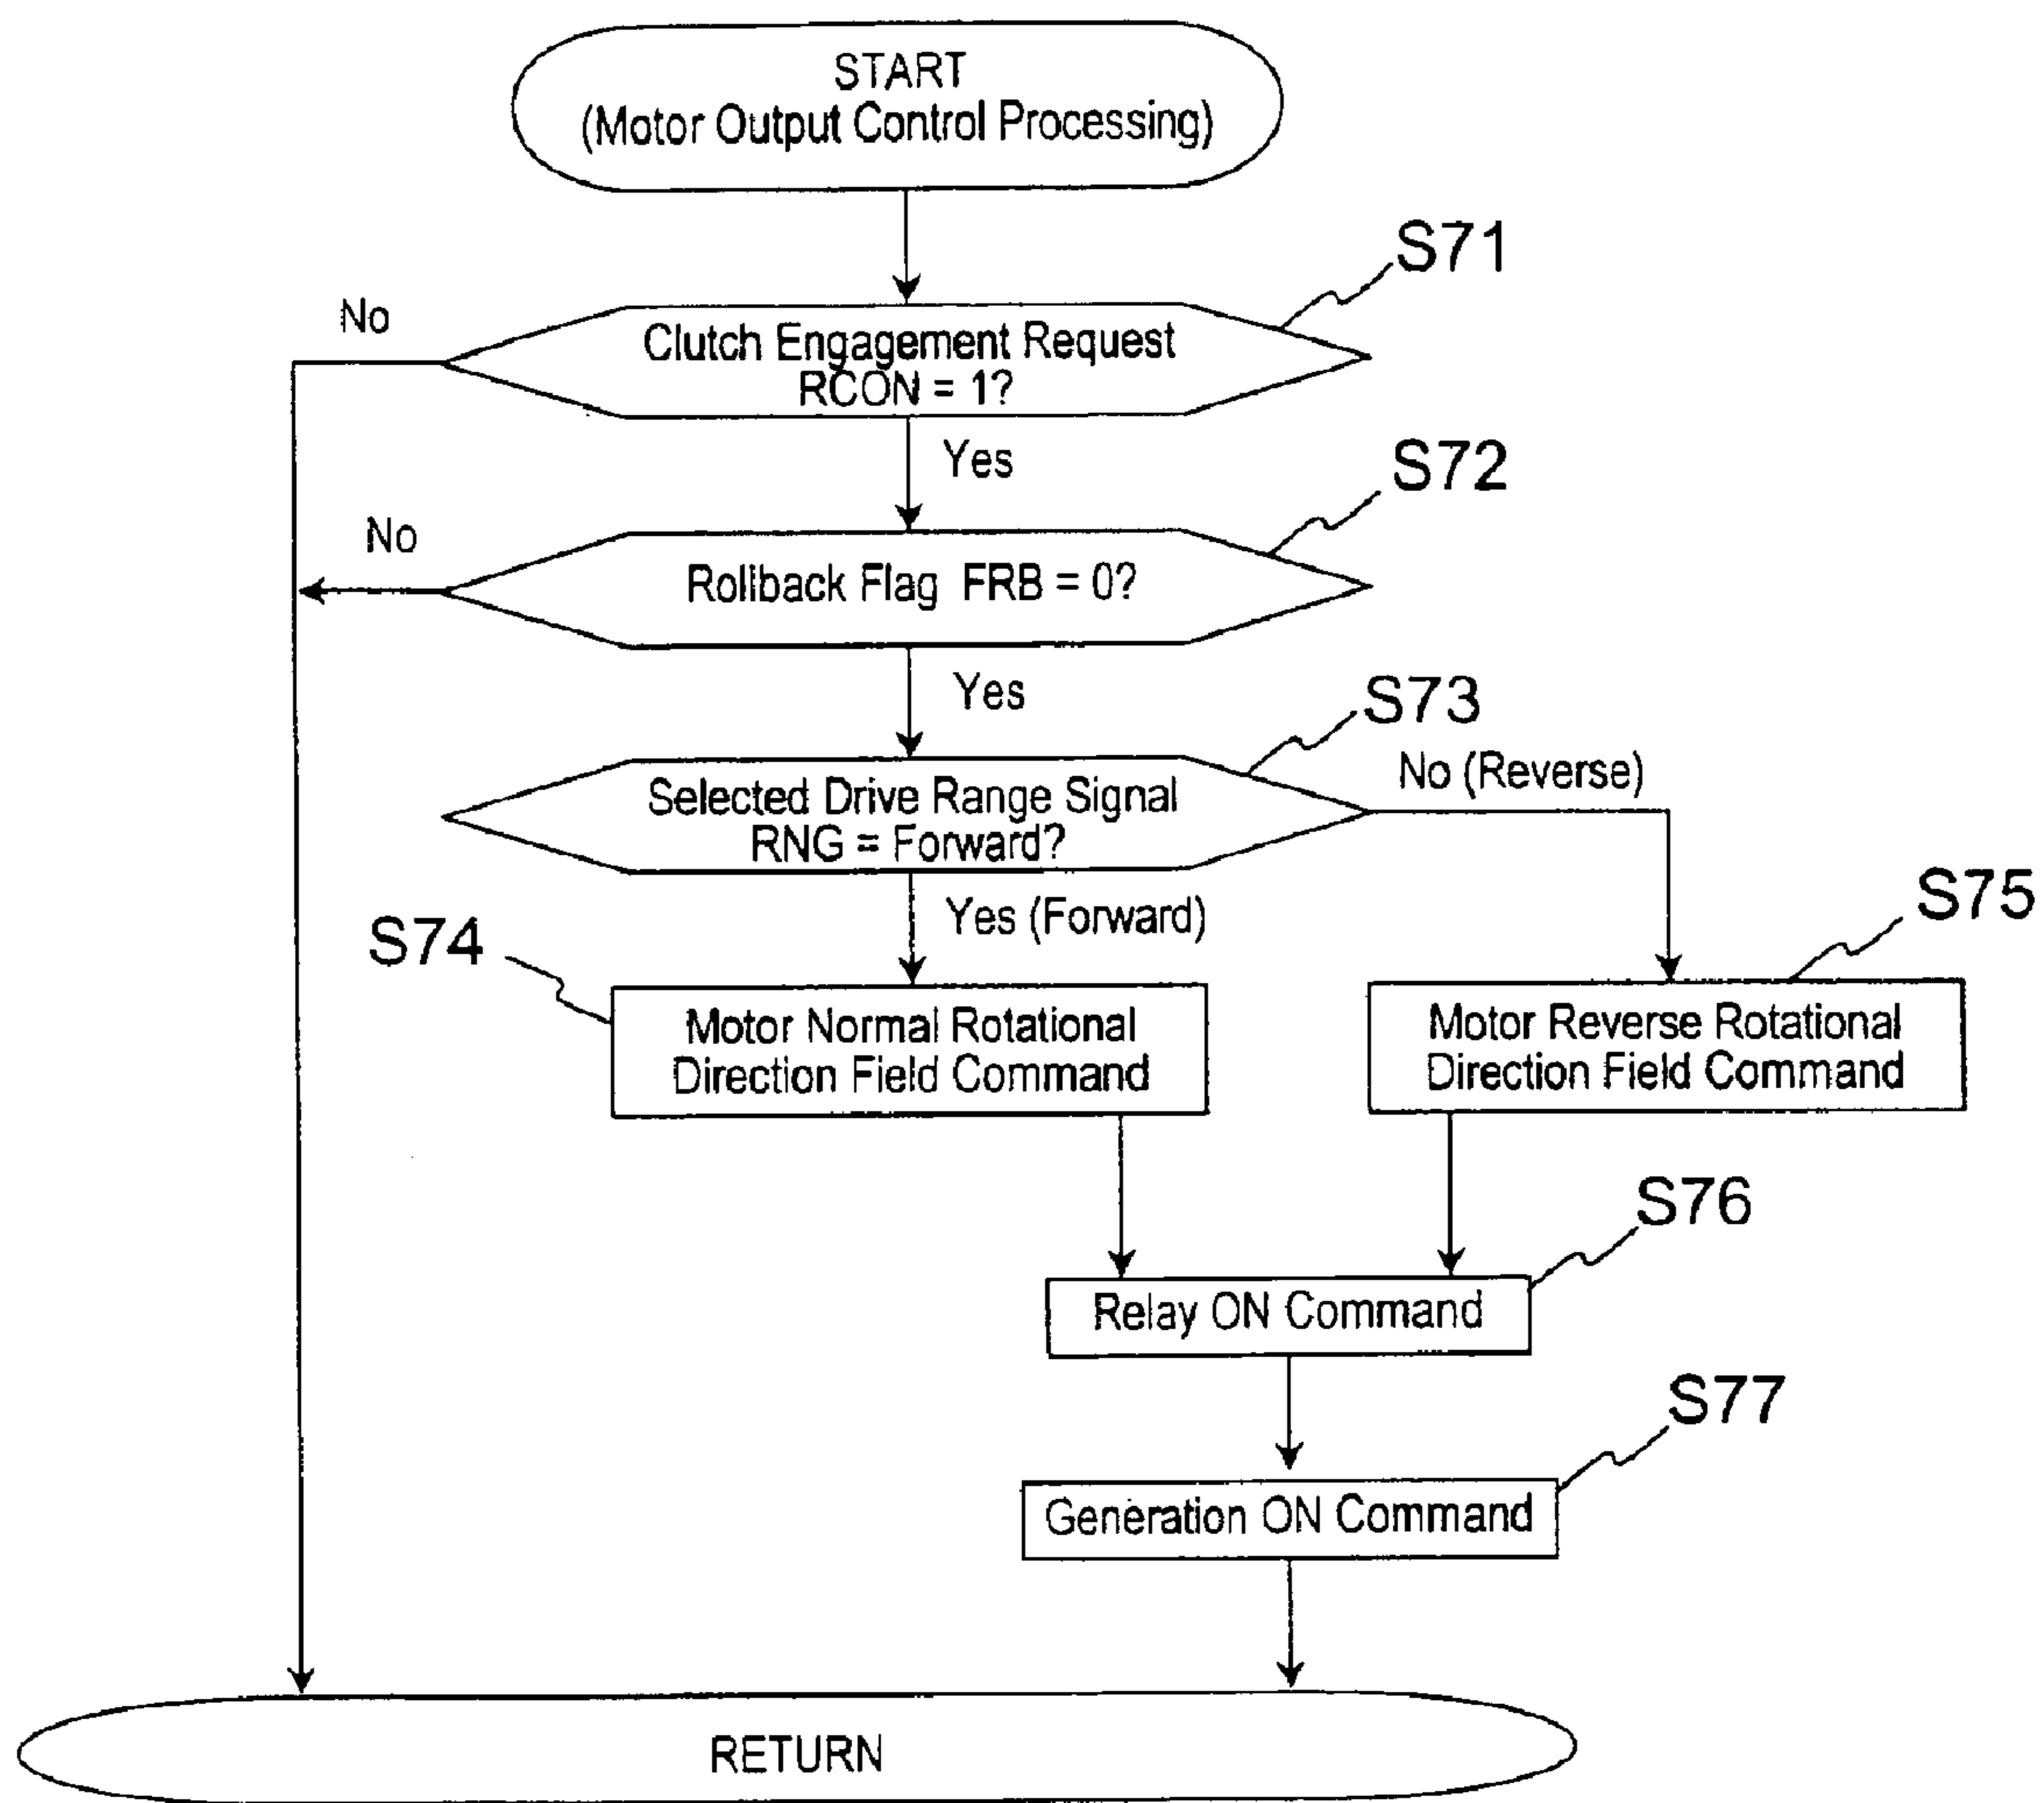 START
(Motor Output Control Processing)
S71
No
Clutch Engagement Request
RCON = 1?
Yes
S72
No
Rollback Flag FRB = 0?
Yes
S73
No (Reverse)
Selected Drive Range Signal
RNG = Forward?
Yes (Forward)
S74
S75
Motor Normal Rotational
Direction Field Command
Motor Reverse Rotational
Direction Field Command
S76
Relay ON Command
S77
Generation ON Command
RETURN